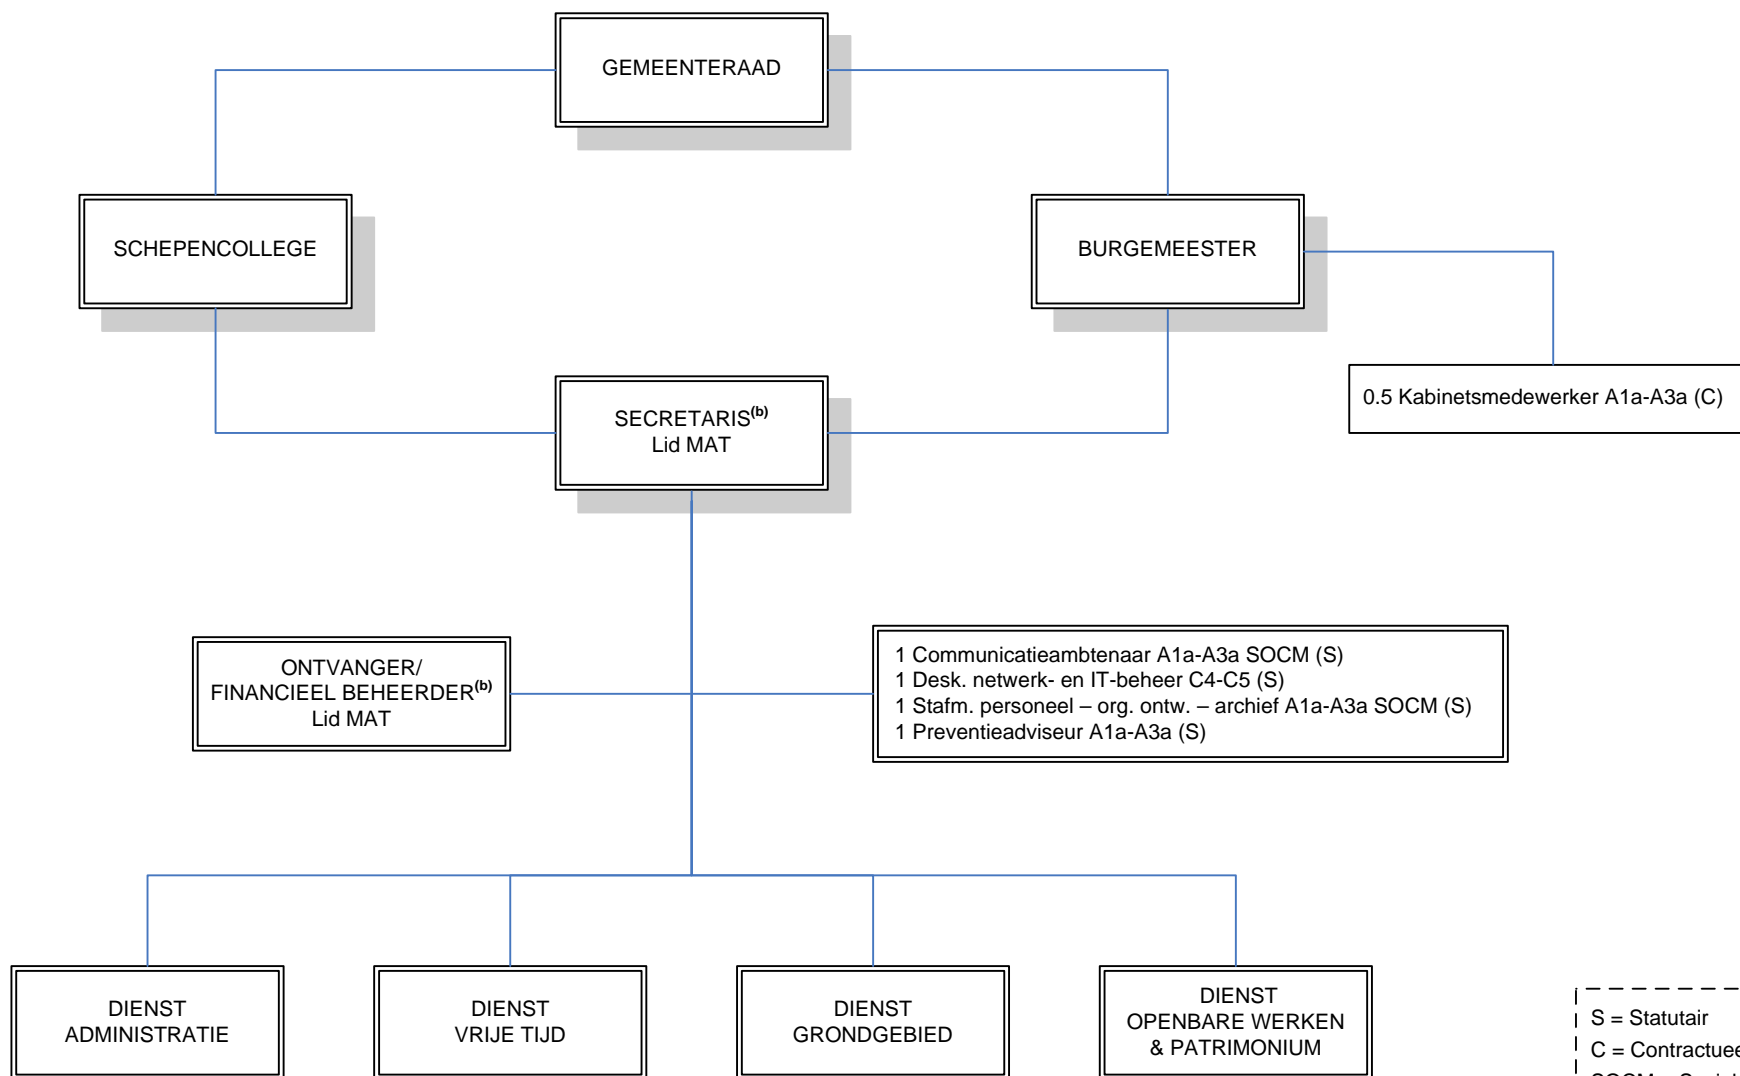 GEMEENTERAAD
SCHEPENCOLLEGE
BURGEMEESTER
0.5 Kabinetsmedewerker A1a-A3a (C)
SECRETARIS(b)
Lid MAT
ONTVANGER/
FINANCIEEL BEHEERDER(b)
Lid MAT
1 Communicatieambtenaar A1a-A3a SOCM (S)
1 Desk. netwerk- en IT-beheer C4-C5 (S)
1 Stafm. personeel – org. ontw. – archief A1a-A3a SOCM (S)
1 Preventieadviseur A1a-A3a (S)
DIENST
ADMINISTRATIE
DIENST
VRIJE TIJD
DIENST
GRONDGEBIED
DIENST
OPENBARE WERKEN
& PATRIMONIUM
S = Statutair
C = Contractuee